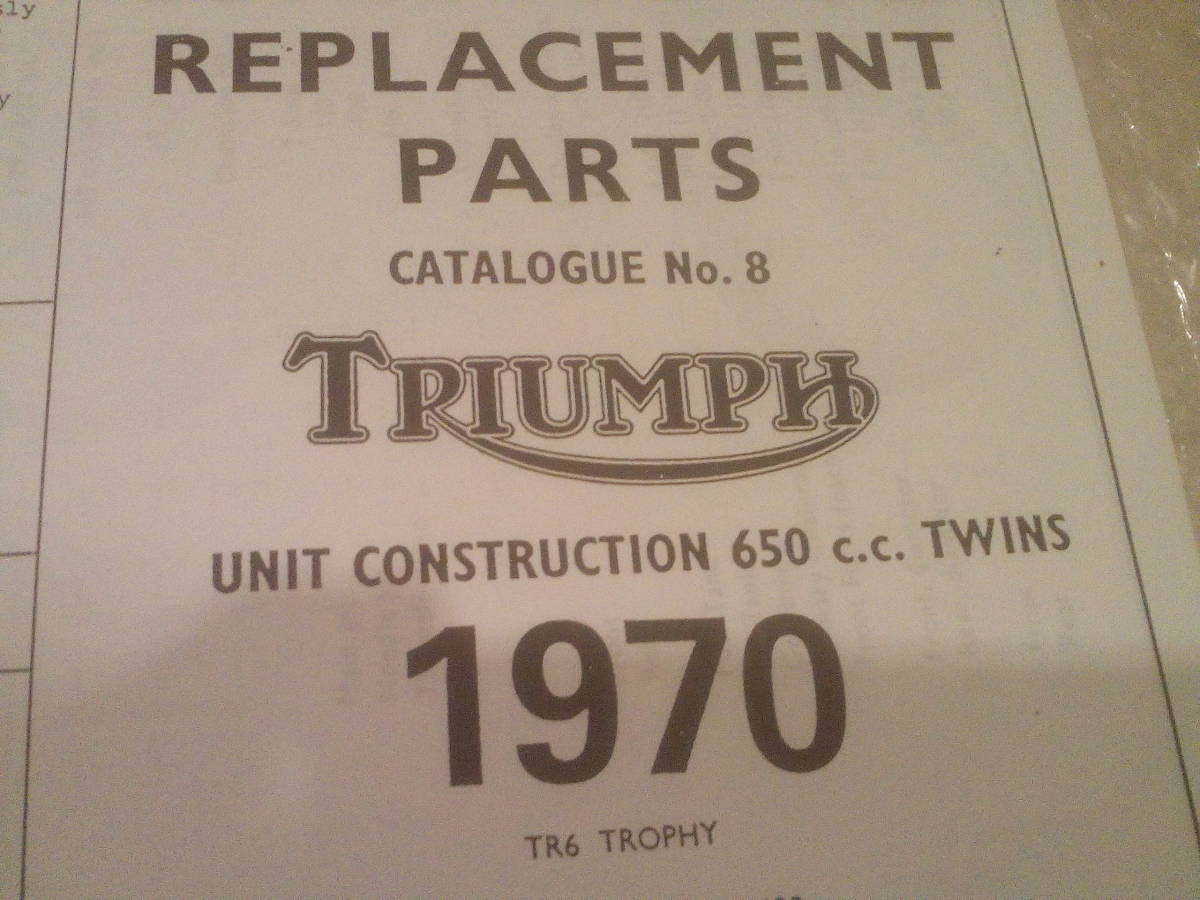 REPLACEMENT
PARTS
CATALOGUE No. 8
TRIUMPH
UNIT CONSTRUCTION 650 c.c. TWINS
1970
TR6 TROPHY